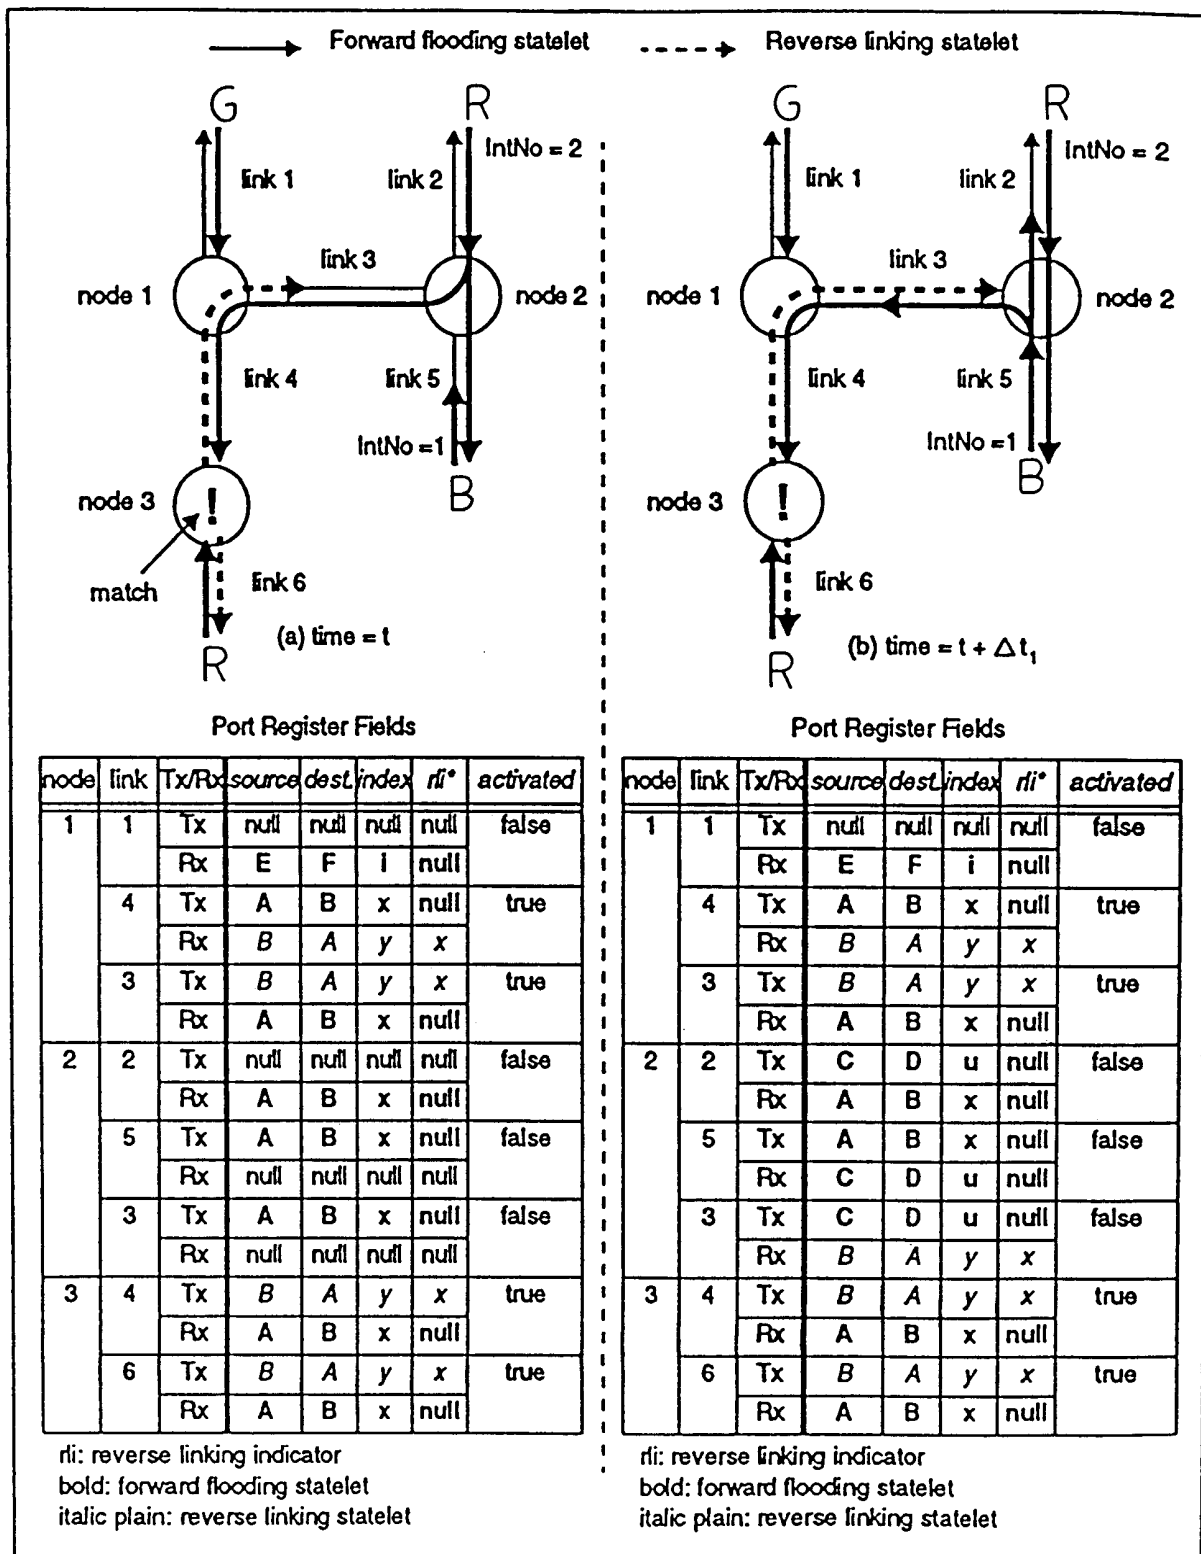 Forward flooding statelet
Reverse linking statelet
G
R
IntNo = 2
link 1
link 2
link 3
node 1
node 2
link 4
link 5
IntNo =1
B
node 3
!
match
link 6
R
(a) time = t
G
R
IntNo = 2
link 1
link 2
link 3
node 1
node 2
link 4
link 5
IntNo =1
B
node 3
!
link 6
R
(b) time = t + Δ t₁
Port Register Fields
node link Tx/Rx source dest. index rli* activated
1 1 Tx null null null null false
Rx E F i null
4 Tx A B x null true
Rx B A y x
3 Tx B A y x true
Rx A B x null
2 2 Tx null null null null false
Rx A B x null
5 Tx A B x null false
Rx null null null null
3 Tx A B x null false
Rx null null null null
3 4 Tx B A y x true
Rx A B x null
6 Tx B A y x true
Rx A B x null
rli: reverse linking indicator
bold: forward flooding statelet
italic plain: reverse linking statelet
Port Register Fields
node link Tx/Rx source dest. index rli* activated
1 1 Tx null null null null false
Rx E F i null
4 Tx A B x null true
Rx B A y x
3 Tx B A y x true
Rx A B x null
2 2 Tx C D u null false
Rx A B x null
5 Tx A B x null false
Rx C D u null
3 Tx C D u null false
Rx B A y x
3 4 Tx B A y x true
Rx A B x null
6 Tx B A y x true
Rx A B x null
rli: reverse linking indicator
bold: forward flooding statelet
italic plain: reverse linking statelet